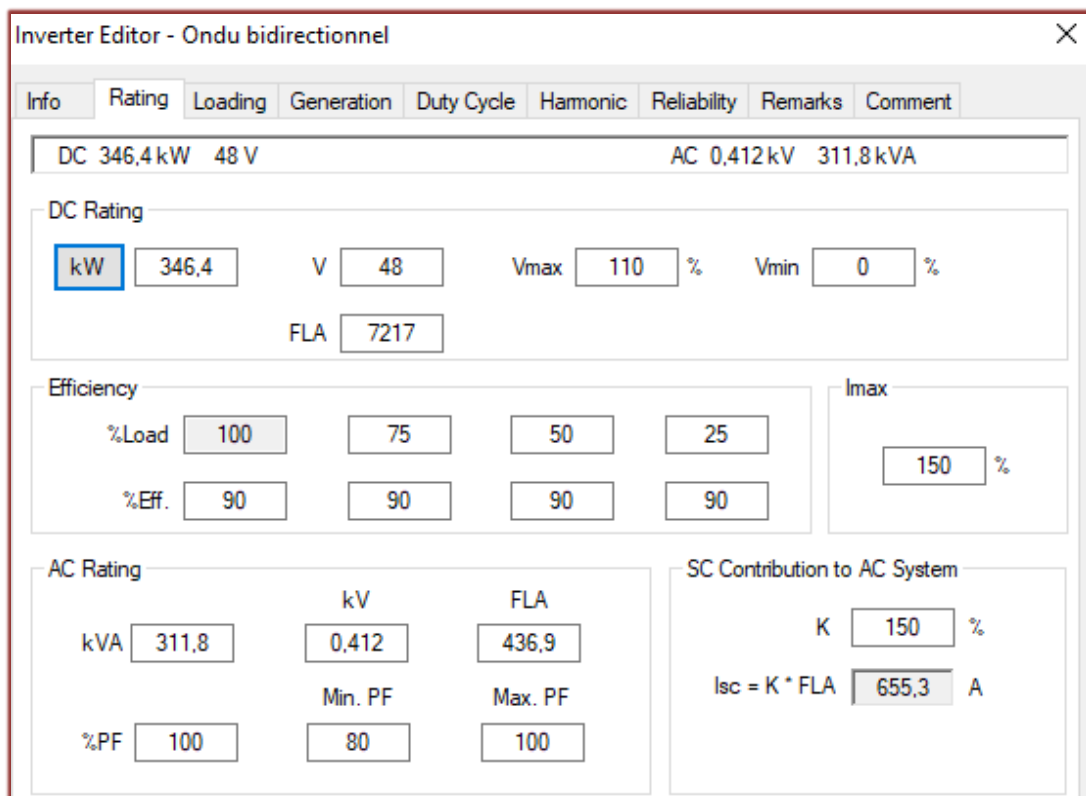 Inverter Editor - Ondu bidirectionnel
Info Rating Loading Generation Duty Cycle Harmonic Reliability Remarks Comment
DC 346,4 kW 48 V AC 0,412 kV 311,8 kVA
DC Rating
kW 346,4 V 48 Vmax 110 % Vmin 0 %
FLA 7217
Efficiency Imax
%Load 100 75 50 25
150 %
%Eff. 90 90 90 90
AC Rating SC Contribution to AC System
kV FLA
K 150 %
kVA 311,8 0,412 436,9
Isc = K * FLA 655,3 A
Min. PF Max. PF
%PF 100 80 100